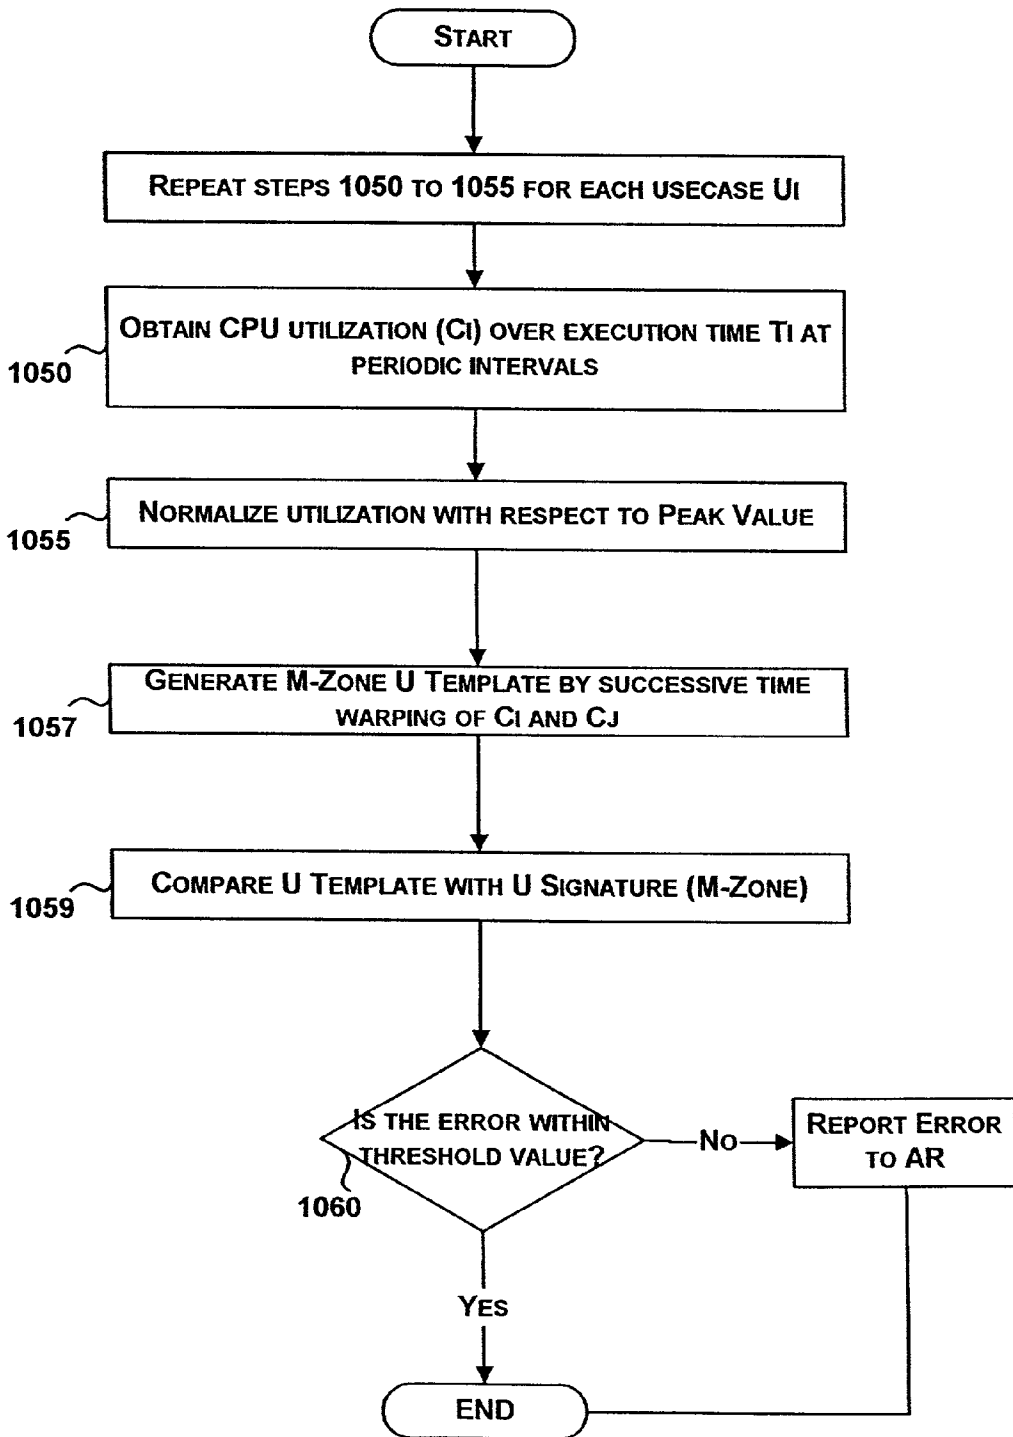 START
REPEAT STEPS 1050 TO 1055 FOR EACH USECASE UI
OBTAIN CPU UTILIZATION (CI) OVER EXECUTION TIME TI AT
PERIODIC INTERVALS
1050
NORMALIZE UTILIZATION WITH RESPECT TO PEAK VALUE
1055
GENERATE M-ZONE U TEMPLATE BY SUCCESSIVE TIME
WARPING OF CI AND CJ
1057
COMPARE U TEMPLATE WITH U SIGNATURE (M-ZONE)
1059
IS THE ERROR WITHIN
THRESHOLD VALUE?
1060
NO
REPORT ERROR
TO AR
YES
END